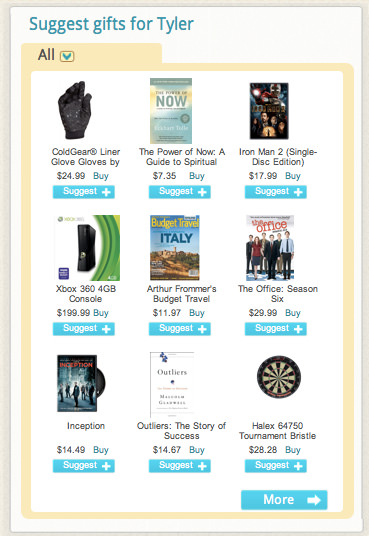 Suggest gifts for Tyler
All
THE POWER OF
NOW
ColdGear® Liner
Glove Gloves by
$24.99 Buy
Suggest +
The Power of Now: A
Guide to Spiritual
$7.35 Buy
Suggest +
Iron Man 2 (Single-
Disc Edition)
$17.99 Buy
Suggest +
XBOX 360
Budget Travel
ITALY
the office
Xbox 360 4GB
Console
$199.99 Buy
Suggest +
Arthur Frommer's
Budget Travel
$11.97 Buy
Suggest +
The Office: Season
Six
$29.99 Buy
Suggest +
INCEPTION
Outliers
MALCOLM
GLADWELL
Inception
$14.49 Buy
Suggest +
Outliers: The Story of
Success
$14.67 Buy
Suggest +
Halex 64750
Tournament Bristle
$28.28 Buy
Suggest +
More